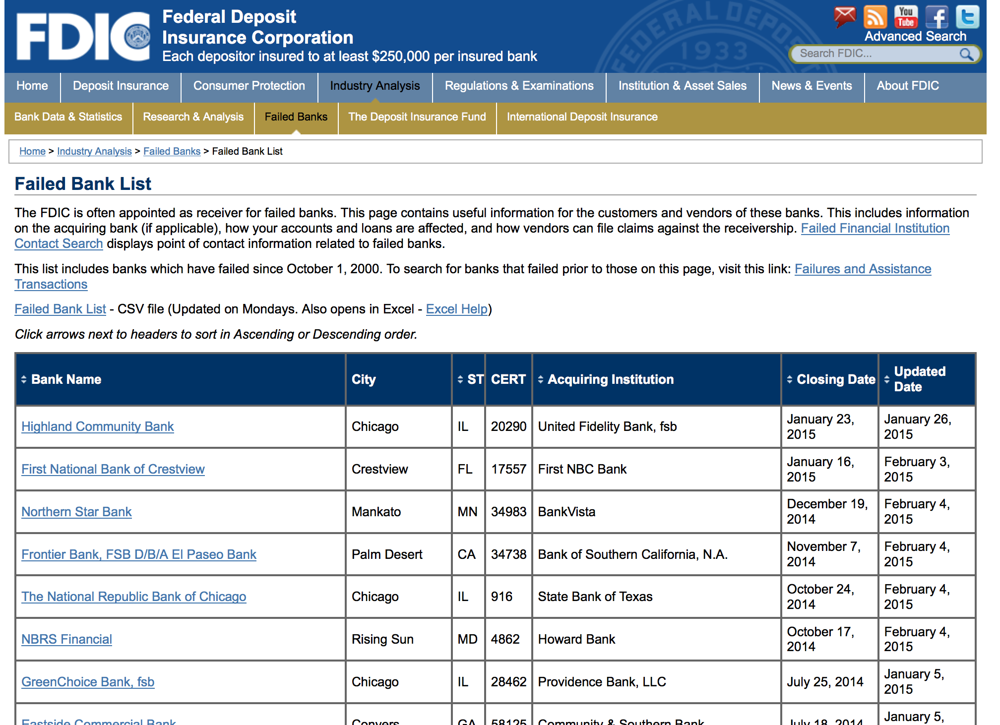 FDIC
Federal Deposit
Insurance Corporation
Each depositor insured to at least $250,000 per insured bank
FEDERAL DEPOSIT
1933
You
Tube
Advanced Search
Search FDIC...
Home Deposit Insurance Consumer Protection Industry Analysis Regulations & Examinations Institution & Asset Sales News & Events About FDIC
Bank Data & Statistics Research & Analysis Failed Banks The Deposit Insurance Fund International Deposit Insurance
Home > Industry Analysis > Failed Banks > Failed Bank List
Failed Bank List
The FDIC is often appointed as receiver for failed banks. This page contains useful information for the customers and vendors of these banks. This includes information
on the acquiring bank (if applicable), how your accounts and loans are affected, and how vendors can file claims against the receivership. Failed Financial Institution
Contact Search displays point of contact information related to failed banks.
This list includes banks which have failed since October 1, 2000. To search for banks that failed prior to those on this page, visit this link: Failures and Assistance
Transactions
Failed Bank List - CSV file (Updated on Mondays. Also opens in Excel - Excel Help)
Click arrows next to headers to sort in Ascending or Descending order.
Bank Name City ST CERT Acquiring Institution Closing Date Updated
Date
Highland Community Bank Chicago IL 20290 United Fidelity Bank, fsb January 23, January 26,
2015 2015
First National Bank of Crestview Crestview FL 17557 First NBC Bank January 16, February 3,
2015 2015
Northern Star Bank Mankato MN 34983 BankVista December 19, February 4,
2014 2015
Frontier Bank, FSB D/B/A El Paseo Bank Palm Desert CA 34738 Bank of Southern California, N.A. November 7, February 4,
2014 2015
The National Republic Bank of Chicago Chicago IL 916 State Bank of Texas October 24, February 4,
2014 2015
NBRS Financial Rising Sun MD 4862 Howard Bank October 17, February 4,
2014 2015
GreenChoice Bank, fsb Chicago IL 28462 Providence Bank, LLC July 25, 2014 January 5,
2015
Eastside Commercial Bank Conyers GA 58125 Community & Southern Bank July 18, 2014 January 5,